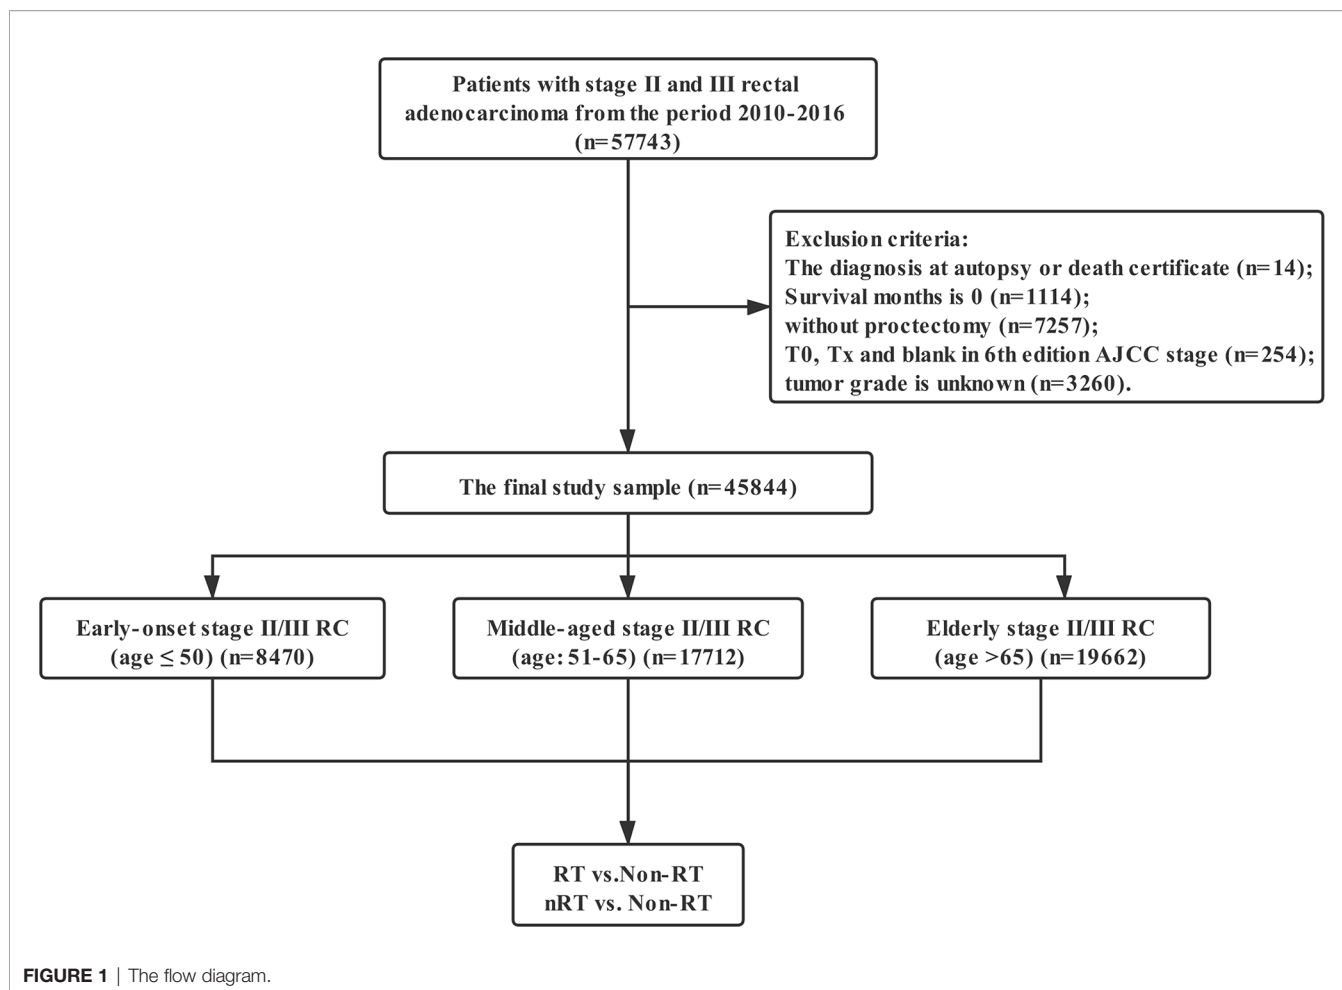 Patients with stage II and III rectal
adenocarcinoma from the period 2010-2016
(n=57743)
Exclusion criteria:
The diagnosis at autopsy or death certificate (n=14);
Survival months is 0 (n=1114);
without proctectomy (n=7257);
T0, Tx and blank in 6th edition AJCC stage (n=254);
tumor grade is unknown (n=3260).
The final study sample (n=45844)
Early-onset stage II/III RC
(age ≤ 50) (n=8470)
Middle-aged stage II/III RC
(age: 51-65) (n=17712)
Elderly stage II/III RC
(age >65) (n=19662)
RT vs.Non-RT
nRT vs. Non-RT
FIGURE 1 | The flow diagram.